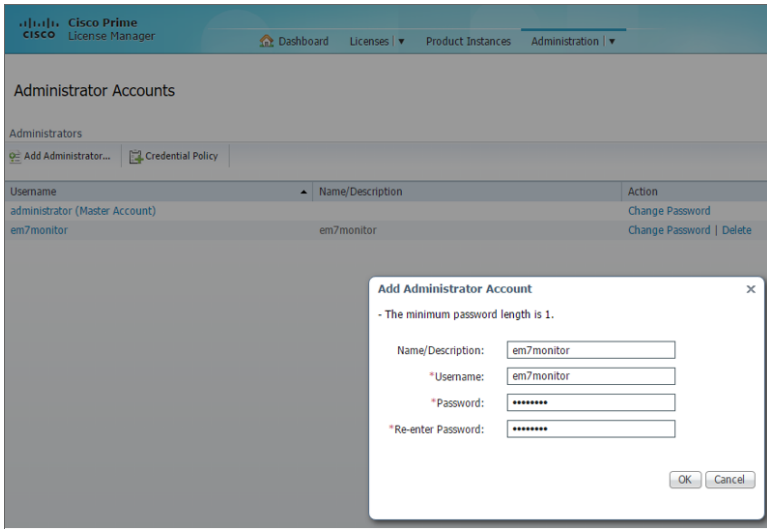 Cisco Prime
CISCO License Manager
Dashboard Licenses | ▼ Product Instances Administration | ▼
Administrator Accounts
Administrators
Add Administrator... Credential Policy
Username ▲ Name/Description Action
administrator (Master Account) Change Password
em7monitor em7monitor Change Password | Delete
Add Administrator Account ×
- The minimum password length is 1.
Name/Description: em7monitor
*Username: em7monitor
*Password: ••••••••
*Re-enter Password: ••••••••
OK Cancel